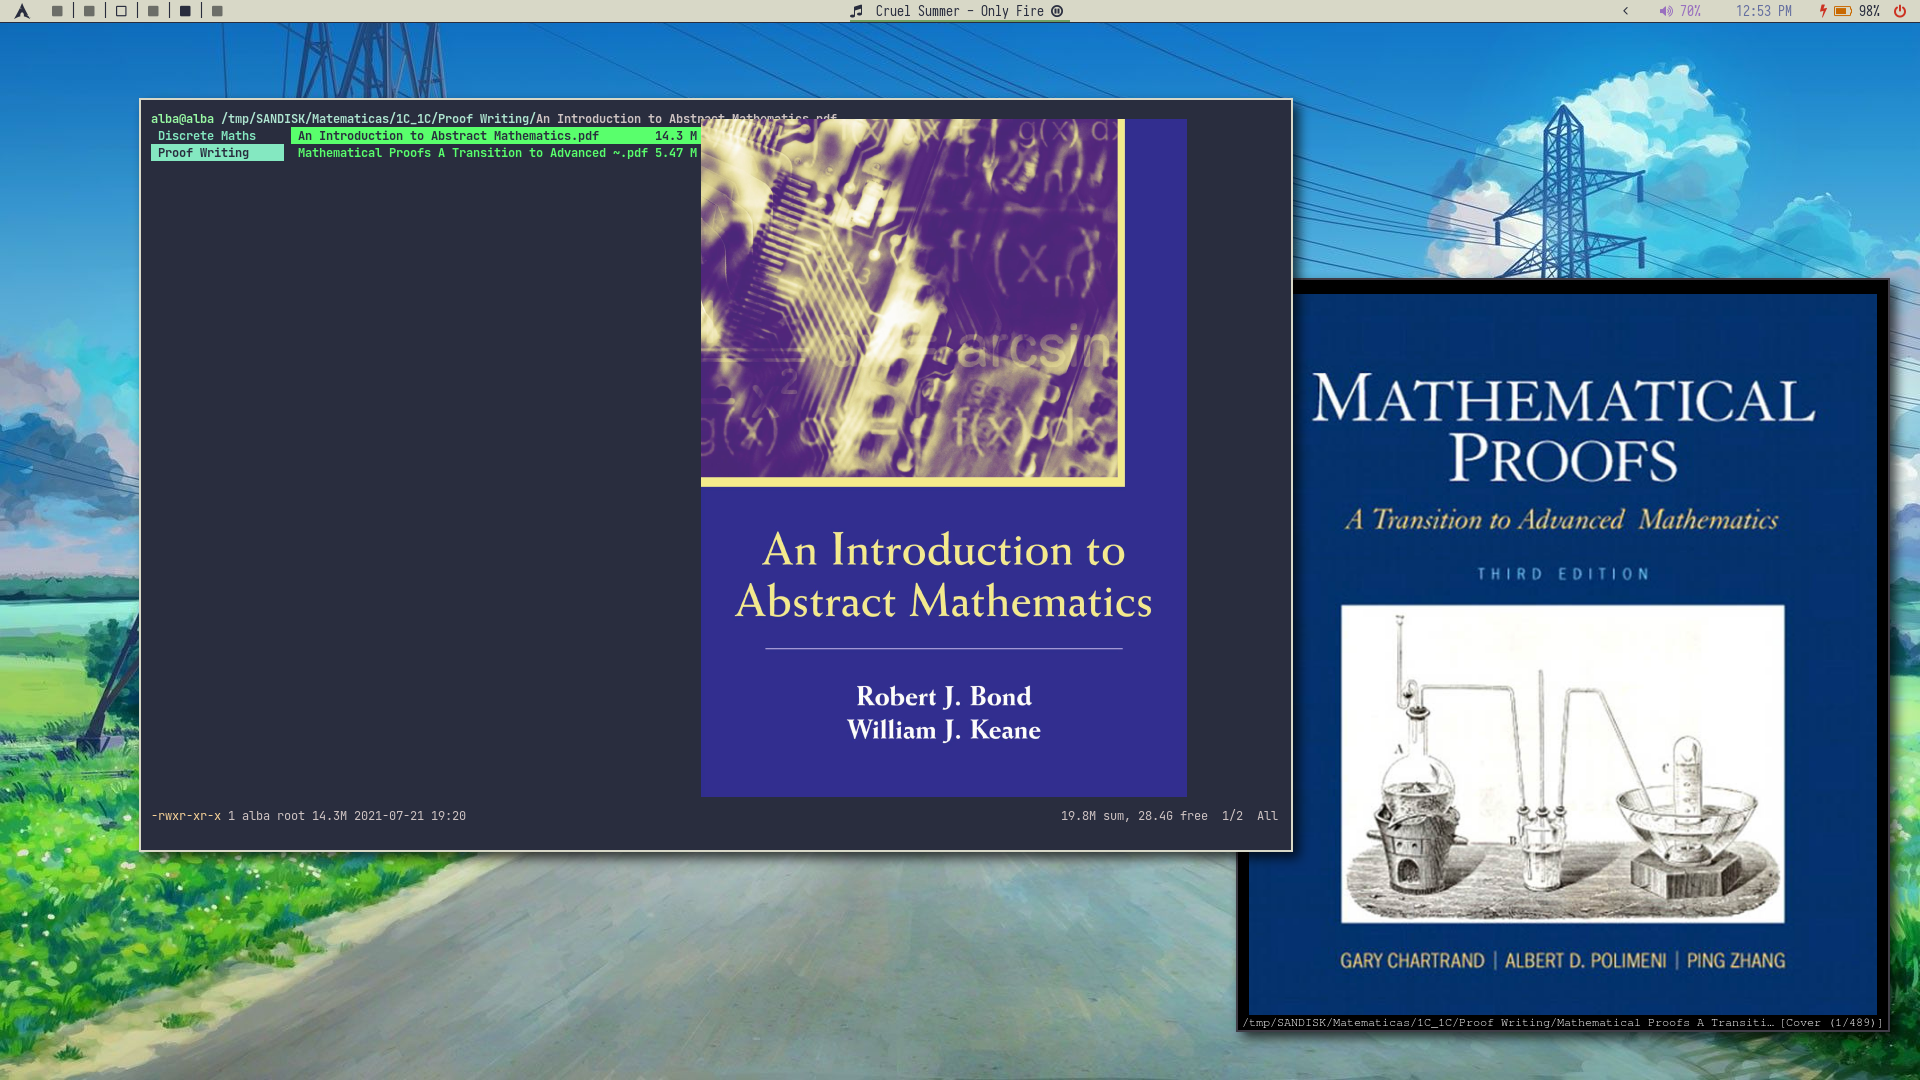 Cruel Summer - Only Fire
70%
12:53 PM
98%
alba@alba /tmp/SANDISK/Matematicas/1C_1C/Proof Writing/An Introduction to Abstract Mathematics.pdf
Discrete Maths
An Introduction to Abstract Mathematics.pdf 14.3 M
Proof Writing
Mathematical Proofs A Transition to Advanced ~.pdf 5.47 M
g(x) dx
f'(x,n)
arcsin
2
g(x) dx = f(x) dx
An Introduction to
Abstract Mathematics
Robert J. Bond
William J. Keane
-rwxr-xr-x 1 alba root 14.3M 2021-07-21 19:20
19.8M sum, 28.4G free 1/2 All
MATHEMATICAL
PROOFS
A Transition to Advanced Mathematics
THIRD EDITION
A
C
B
GARY CHARTRAND | ALBERT D. POLIMENI | PING ZHANG
/tmp/SANDISK/Matematicas/1C_1C/Proof Writing/Mathematical Proofs A Transiti… [Cover (1/489)]